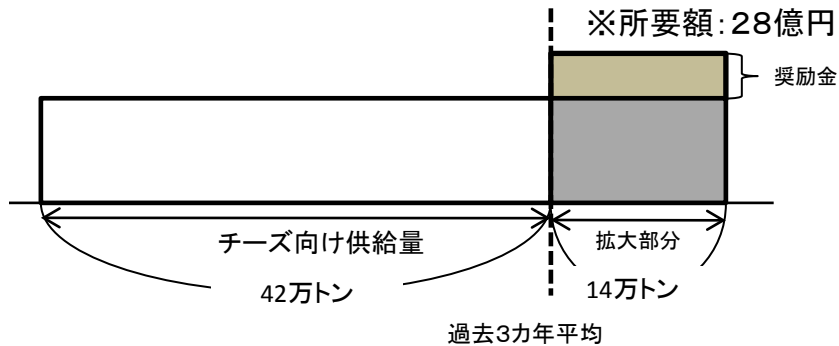 ※所要額：28億円
奨励金
チーズ向け供給量
拡大部分
42万トン
14万トン
過去3カ年平均